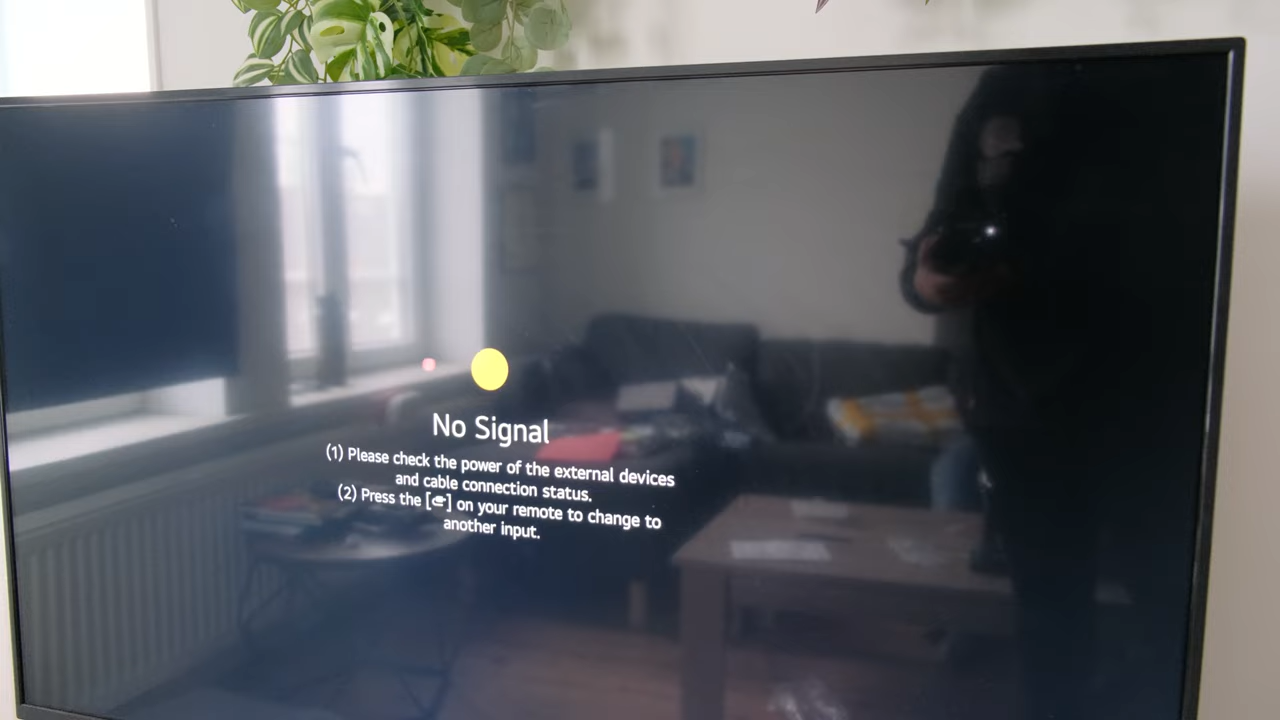 No Signal
(1) Please check the power of the external devices
and cable connection status.
(2) Press the [] on your remote to change to
another input.